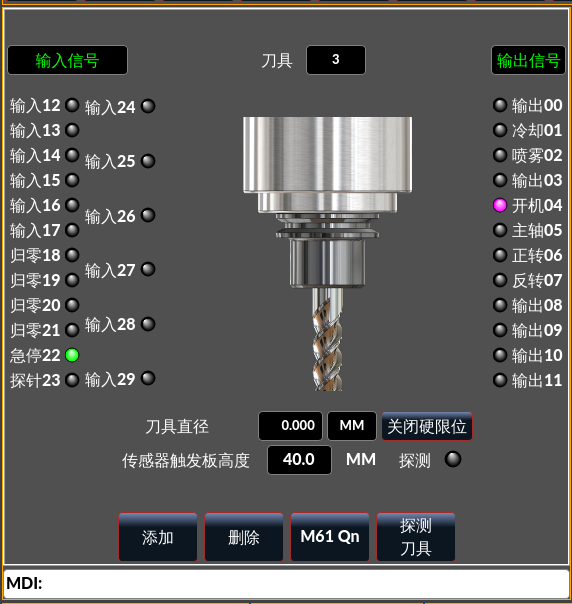 输入信号 刀具 3 输出信号
输入12 输入24 输出00
输入13 冷却01
输入14 输入25 喷雾02
输入15 输出03
输入16 输入26 开机04
输入17 主轴05
归零18 输入27 正转06
归零19 反转07
归零20 输入28 输出08
归零21 输出09
急停22 输出10
探针23 输入29 输出11
刀具直径 0.000 MM 关闭硬限位
传感器触发板高度 40.0 MM 探测
添加 删除 M61 Qn 探测
刀具
MDI: